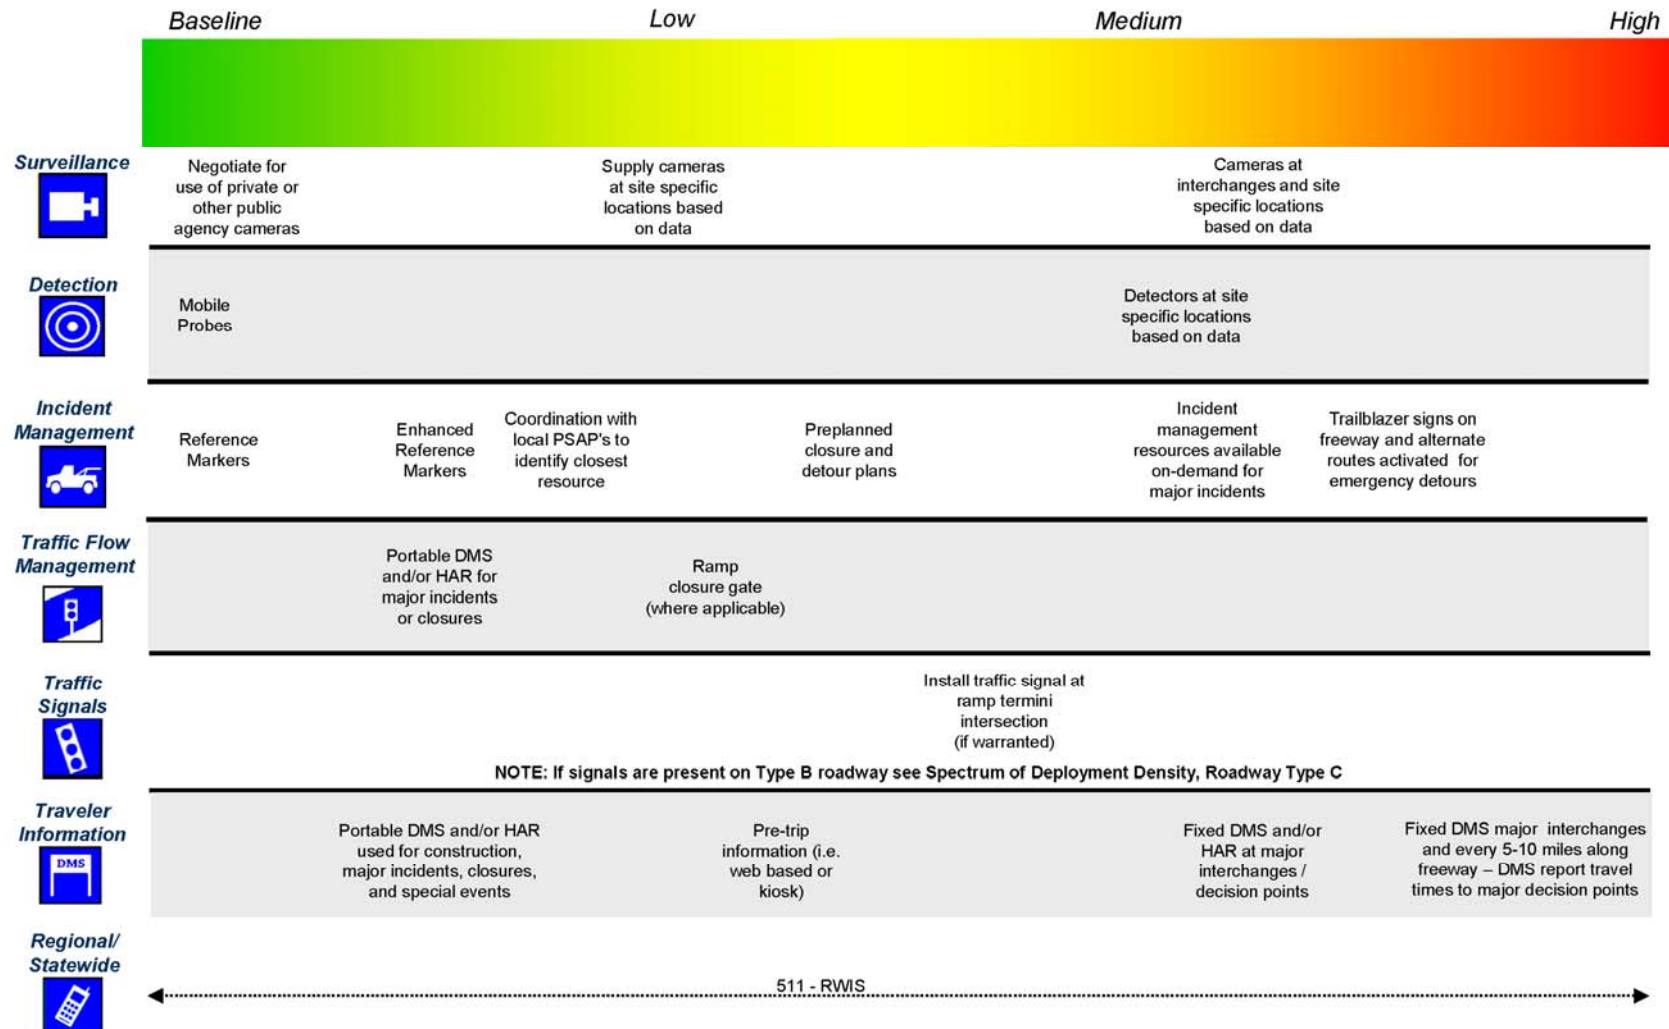 Baseline
Low
Medium
High
Surveillance
Negotiate for
use of private or
other public
agency cameras
Supply cameras
at site specific
locations based
on data
Cameras at
interchanges and site
specific locations
based on data
Detection
Mobile
Probes
Detectors at site
specific locations
based on data
Incident
Management
Reference
Markers
Enhanced
Reference
Markers
Coordination with
local PSAP's to
identify closest
resource
Preplanned
closure and
detour plans
Incident
management
resources available
on-demand for
major incidents
Trailblazer signs on
freeway and alternate
routes activated for
emergency detours
Traffic Flow
Management
Portable DMS
and/or HAR for
major incidents
or closures
Ramp
closure gate
(where applicable)
Traffic
Signals
Install traffic signal at
ramp termini
intersection
(if warranted)
NOTE: If signals are present on Type B roadway see Spectrum of Deployment Density, Roadway Type C
Traveler
Information
DMS
Portable DMS and/or HAR
used for construction,
major incidents, closures,
and special events
Pre-trip
information (i.e.
web based or
kiosk)
Fixed DMS and/or
HAR at major
interchanges /
decision points
Fixed DMS major interchanges
and every 5-10 miles along
freeway – DMS report travel
times to major decision points
Regional/
Statewide
511 - RWIS